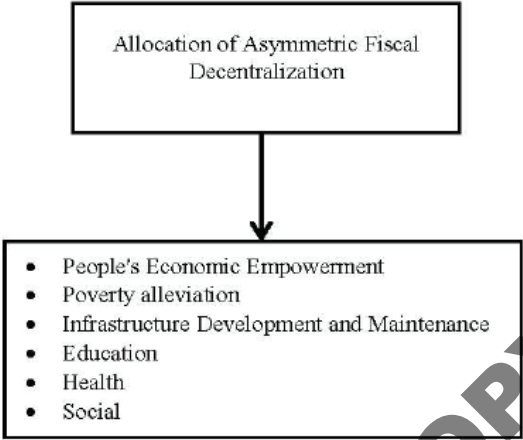 Allocation of Asymmetric Fiscal
Decentralization
• People's Economic Empowerment
• Poverty alleviation
• Infrastructure Development and Maintenance
• Education
• Health
• Social